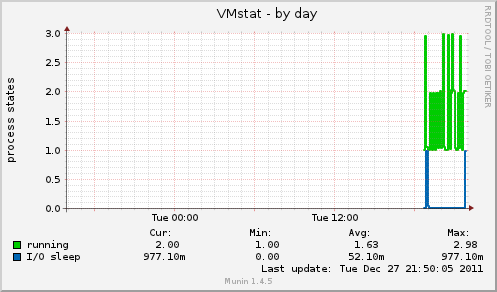 VMstat - by day
RRDTOOL / TOBI OETIKER
process states
3.0
2.5
2.0
1.5
1.0
0.5
0.0
Tue 00:00 Tue 12:00
Cur: Min: Avg: Max:
running 2.00 1.00 1.63 2.98
I/O sleep 977.10m 0.00 52.10m 977.10m
Last update: Tue Dec 27 21:50:05 2011
Munin 1.4.5